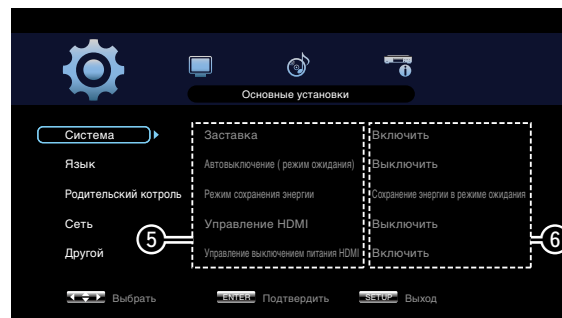 Основные установки
Система Заставка Включить
Язык Автовыключение ( режим ожидания) Выключить
Родительский котроль Режим сохранения энергии Сохранение энергии в режиме ожидания
Сеть Управление HDMI Выключить
5 6
Другой Управление выключением питания HDMI Включить
Выбрать ENTER Подтвердить SETUP Выход